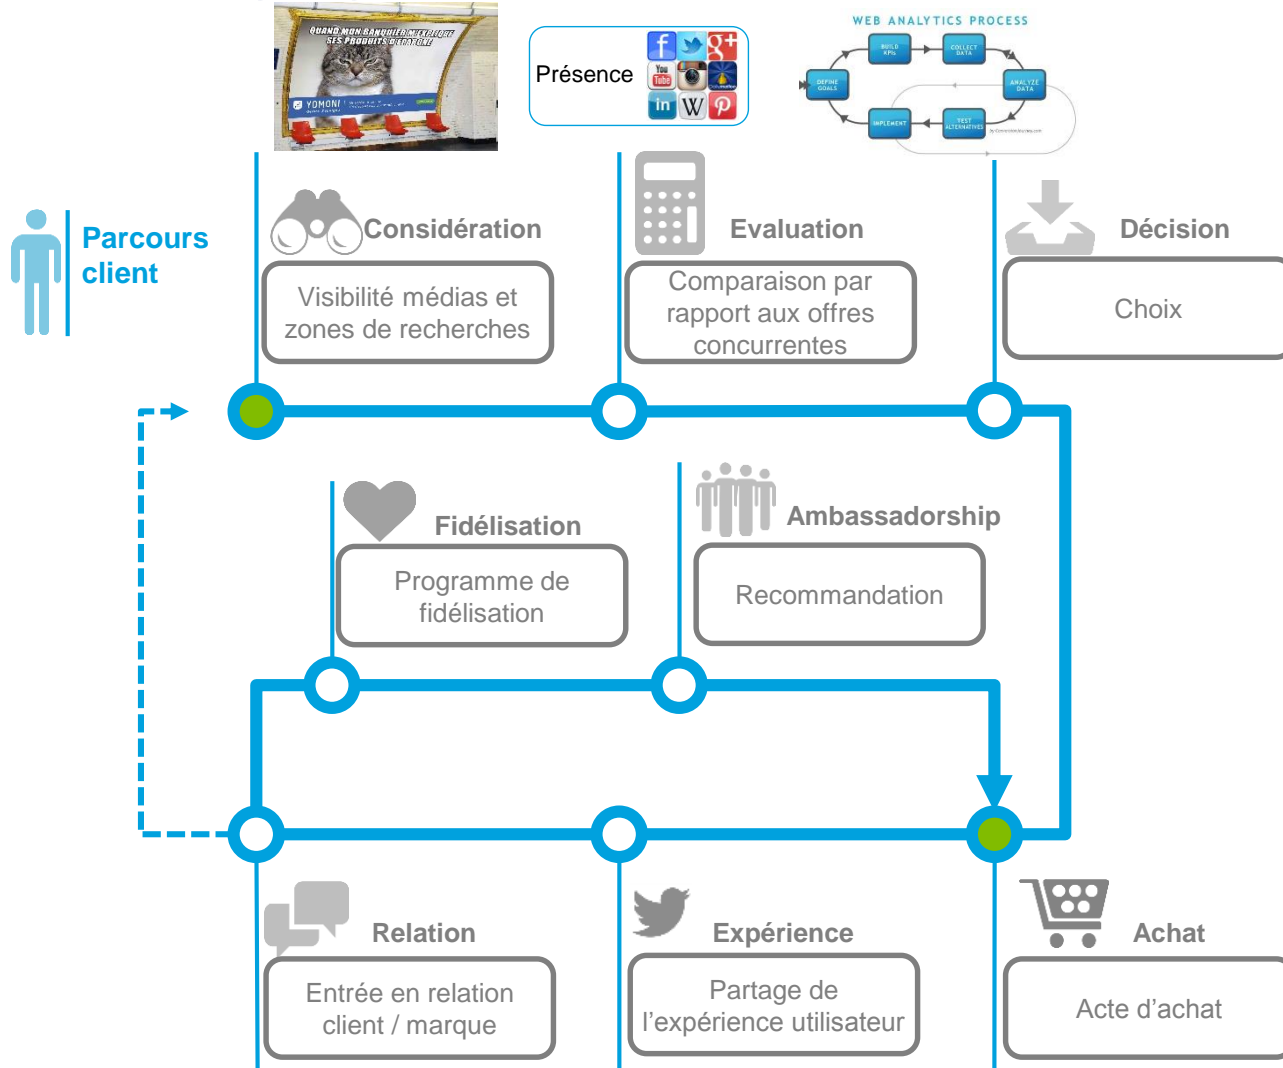 QUAND MON BANQUIER M'EXPLIQUE
SES PRODUITS D'ÉPARGNE
YOMONI
Présence
f
g+
You
Tube
in
W
WEB ANALYTICS PROCESS
BUILD
KPIs
COLLECT
DATA
DEFINE
GOALS
ANALYZE
DATA
IMPLEMENT
TEST
ALTERNATIVES
Parcours
client
Considération
Visibilité médias et
zones de recherches
Evaluation
Comparaison par
rapport aux offres
concurrentes
Décision
Choix
Fidélisation
Programme de
fidélisation
Ambassadorship
Recommandation
Relation
Entrée en relation
client / marque
Expérience
Partage de
l'expérience utilisateur
Achat
Acte d'achat